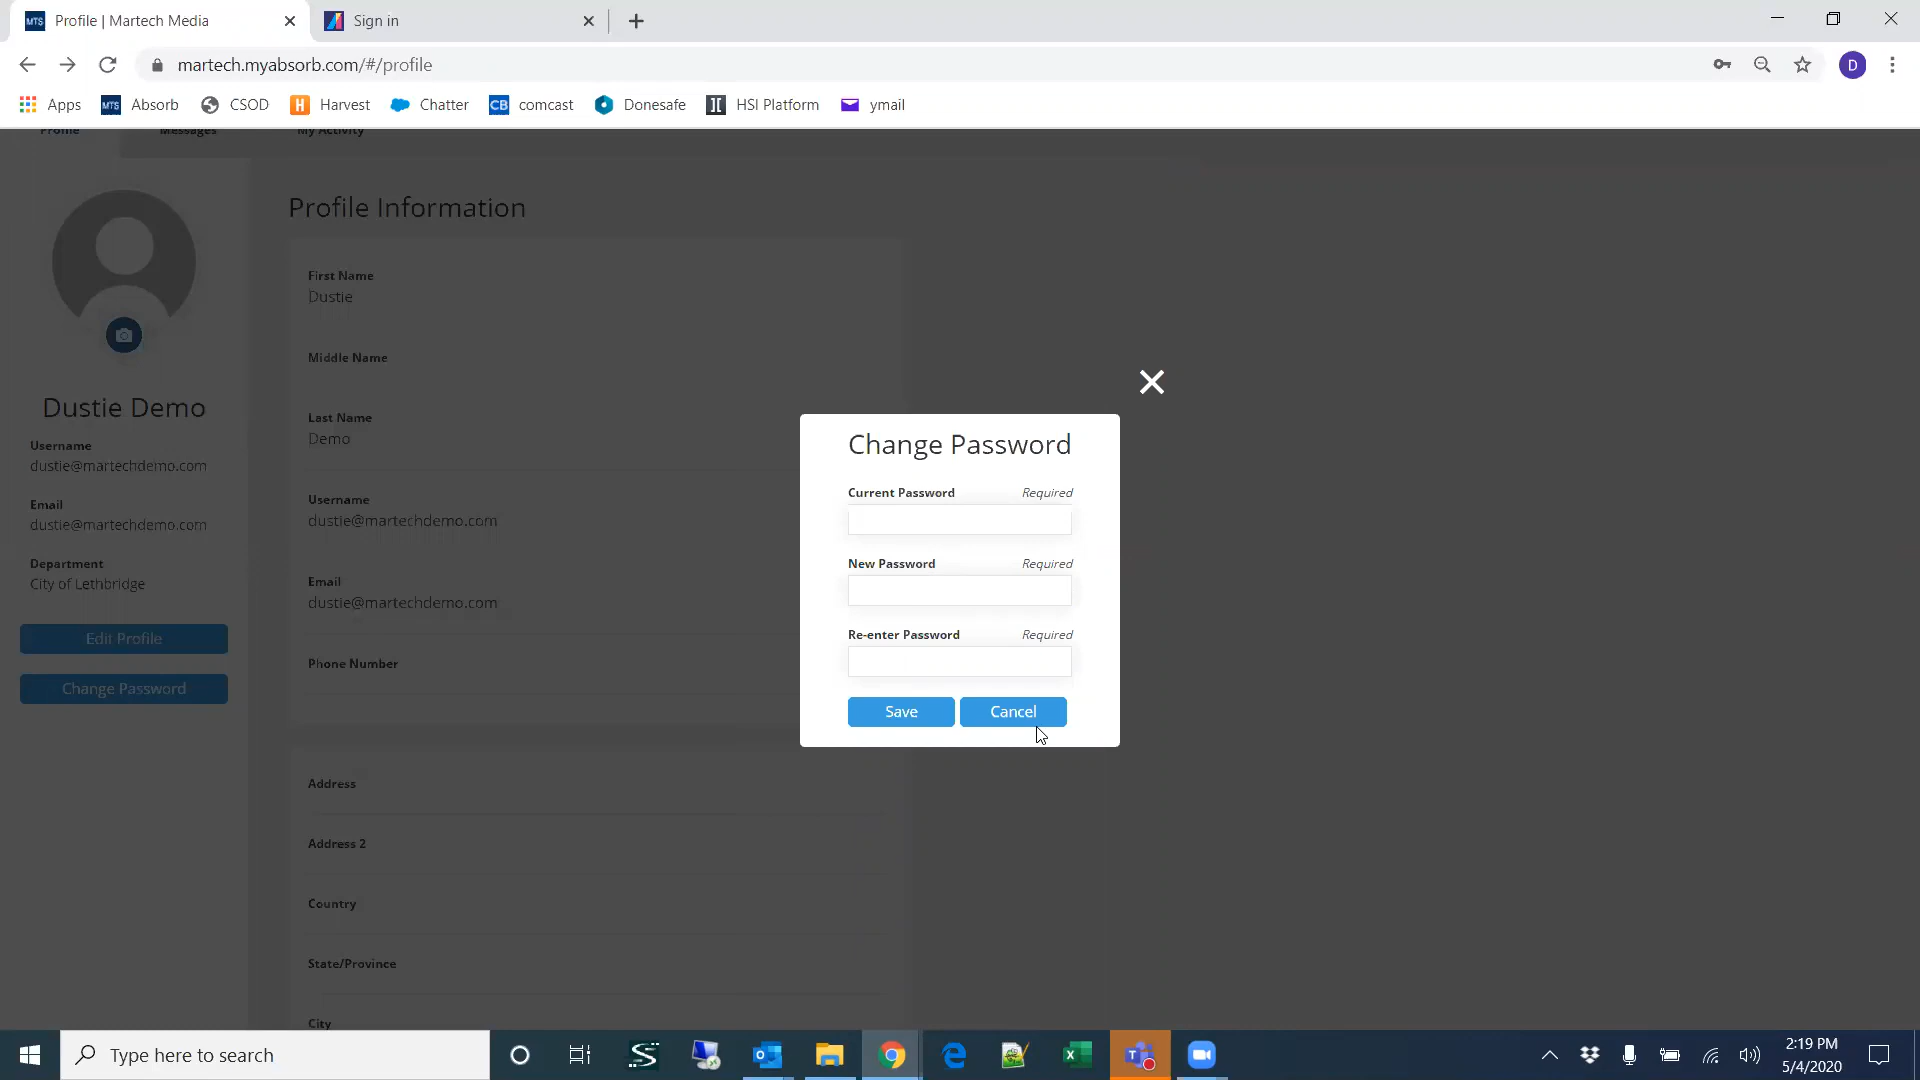 MTS Profile | Martech Media
Sign in
martech.myabsorb.com/#/profile
D
Apps
MTS Absorb
CSOD
H Harvest
Chatter
CB comcast
Donesafe
HSI Platform
ymail
Profile
Messages
My Activity
Profile Information
First Name
Dustie
Middle Name
Last Name
Demo
Username
dustie@martechdemo.com
Email
dustie@martechdemo.com
Phone Number
Address
Address 2
Country
State/Province
City
Dustie Demo
Username
dustie@martechdemo.com
Email
dustie@martechdemo.com
Department
City of Lethbridge
Edit Profile
Change Password
Change Password
Current Password Required
New Password Required
Re-enter Password Required
Save Cancel
Type here to search
2:19 PM
5/4/2020